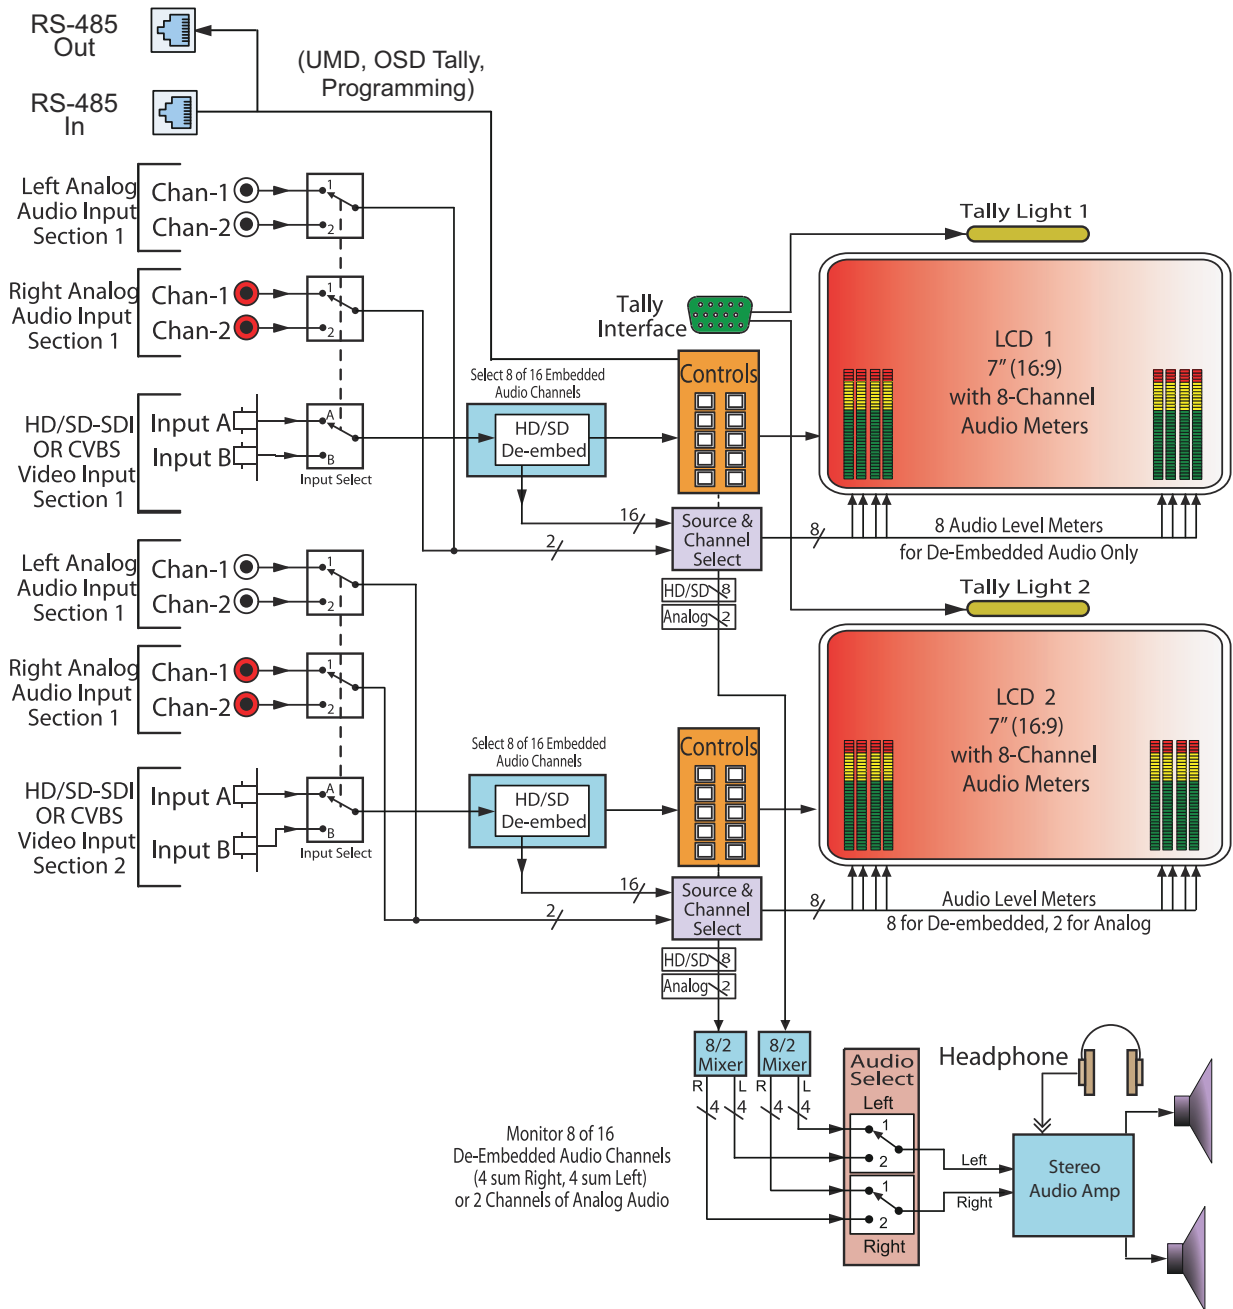 RS-485
Out
(UMD, OSD Tally,
Programming)
RS-485
In
Left Analog
Audio Input
Section 1
Chan-1
Chan-2
1
2
Right Analog
Audio Input
Section 1
Chan-1
Chan-2
1
2
HD/SD-SDI
OR CVBS
Video Input
Section 1
Input A
Input B
A
B
Input Select
Select 8 of 16 Embedded
Audio Channels
HD/SD
De-embed
16
2
Tally
Interface
Controls
Source &
Channel
Select
HD/SD 8
Analog 2
8
Tally Light 1
LCD 1
7" (16:9)
with 8-Channel
Audio Meters
8 Audio Level Meters
for De-Embedded Audio Only
Left Analog
Audio Input
Section 1
Chan-1
Chan-2
1
2
Right Analog
Audio Input
Section 1
Chan-1
Chan-2
1
2
HD/SD-SDI
OR CVBS
Video Input
Section 2
Input A
Input B
A
B
Input Select
Select 8 of 16 Embedded
Audio Channels
HD/SD
De-embed
16
2
Controls
Source &
Channel
Select
HD/SD 8
Analog 2
8
Tally Light 2
LCD 2
7" (16:9)
with 8-Channel
Audio Meters
Audio Level Meters
8 for De-embedded, 2 for Analog
8/2
Mixer
8/2
Mixer
R L R L
4 4 4 4
Monitor 8 of 16
De-Embedded Audio Channels
(4 sum Right, 4 sum Left)
or 2 Channels of Analog Audio
Audio
Select
Left
1
2
1
2
Right
Left
Right
Headphone
Stereo
Audio Amp